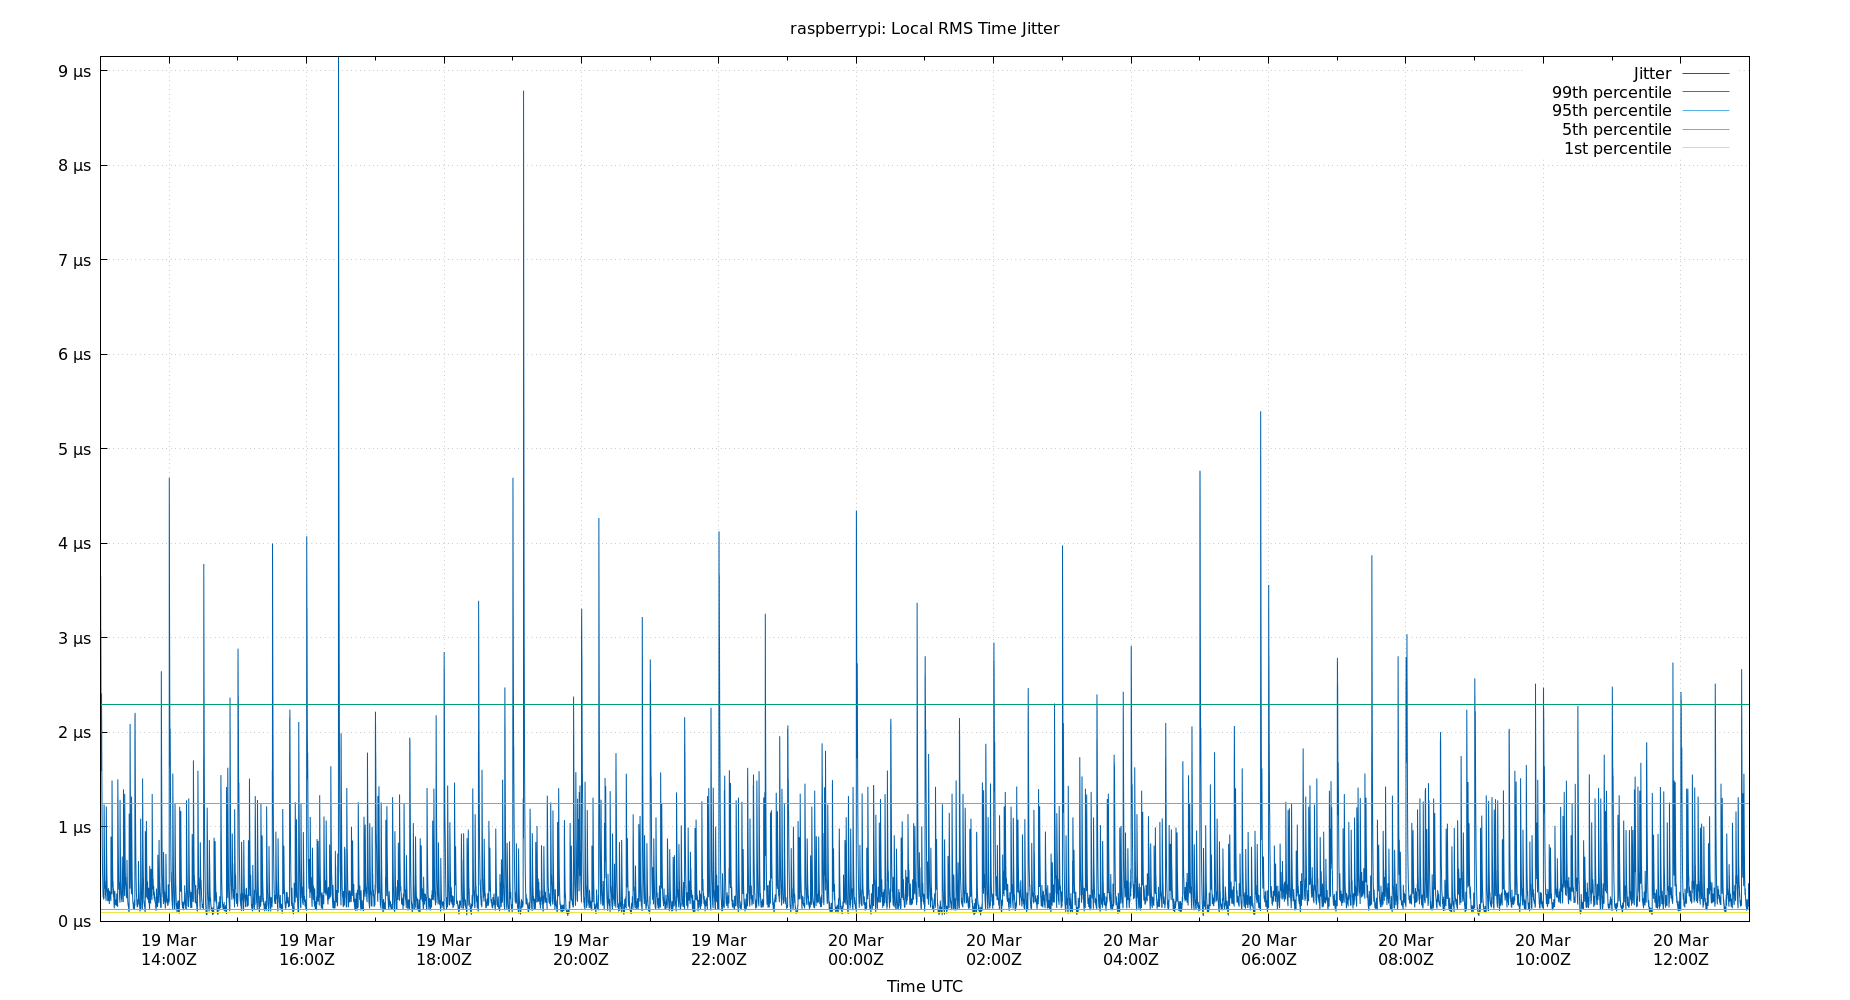 raspberrypi: Local RMS Time Jitter
9 µs
8 µs
7 µs
6 µs
5 µs
4 µs
3 µs
2 µs
1 µs
0 µs
Jitter
99th percentile
95th percentile
5th percentile
1st percentile
19 Mar 19 Mar 19 Mar 19 Mar 19 Mar 20 Mar 20 Mar 20 Mar 20 Mar 20 Mar 20 Mar 20 Mar
14:00Z 16:00Z 18:00Z 20:00Z 22:00Z 00:00Z 02:00Z 04:00Z 06:00Z 08:00Z 10:00Z 12:00Z
Time UTC